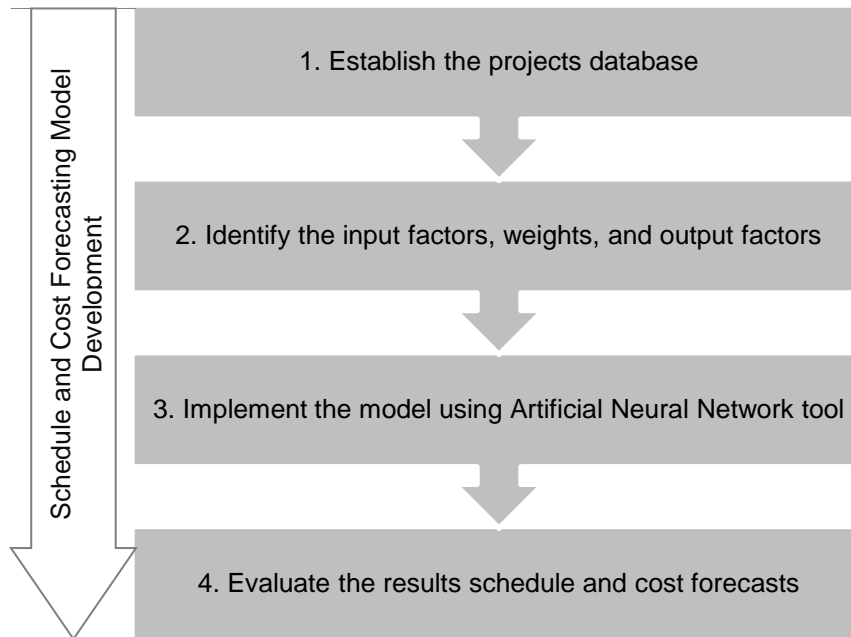 Schedule and Cost Forecasting Model
Development
1. Establish the projects database
2. Identify the input factors, weights, and output factors
3. Implement the model using Artificial Neural Network tool
4. Evaluate the results schedule and cost forecasts